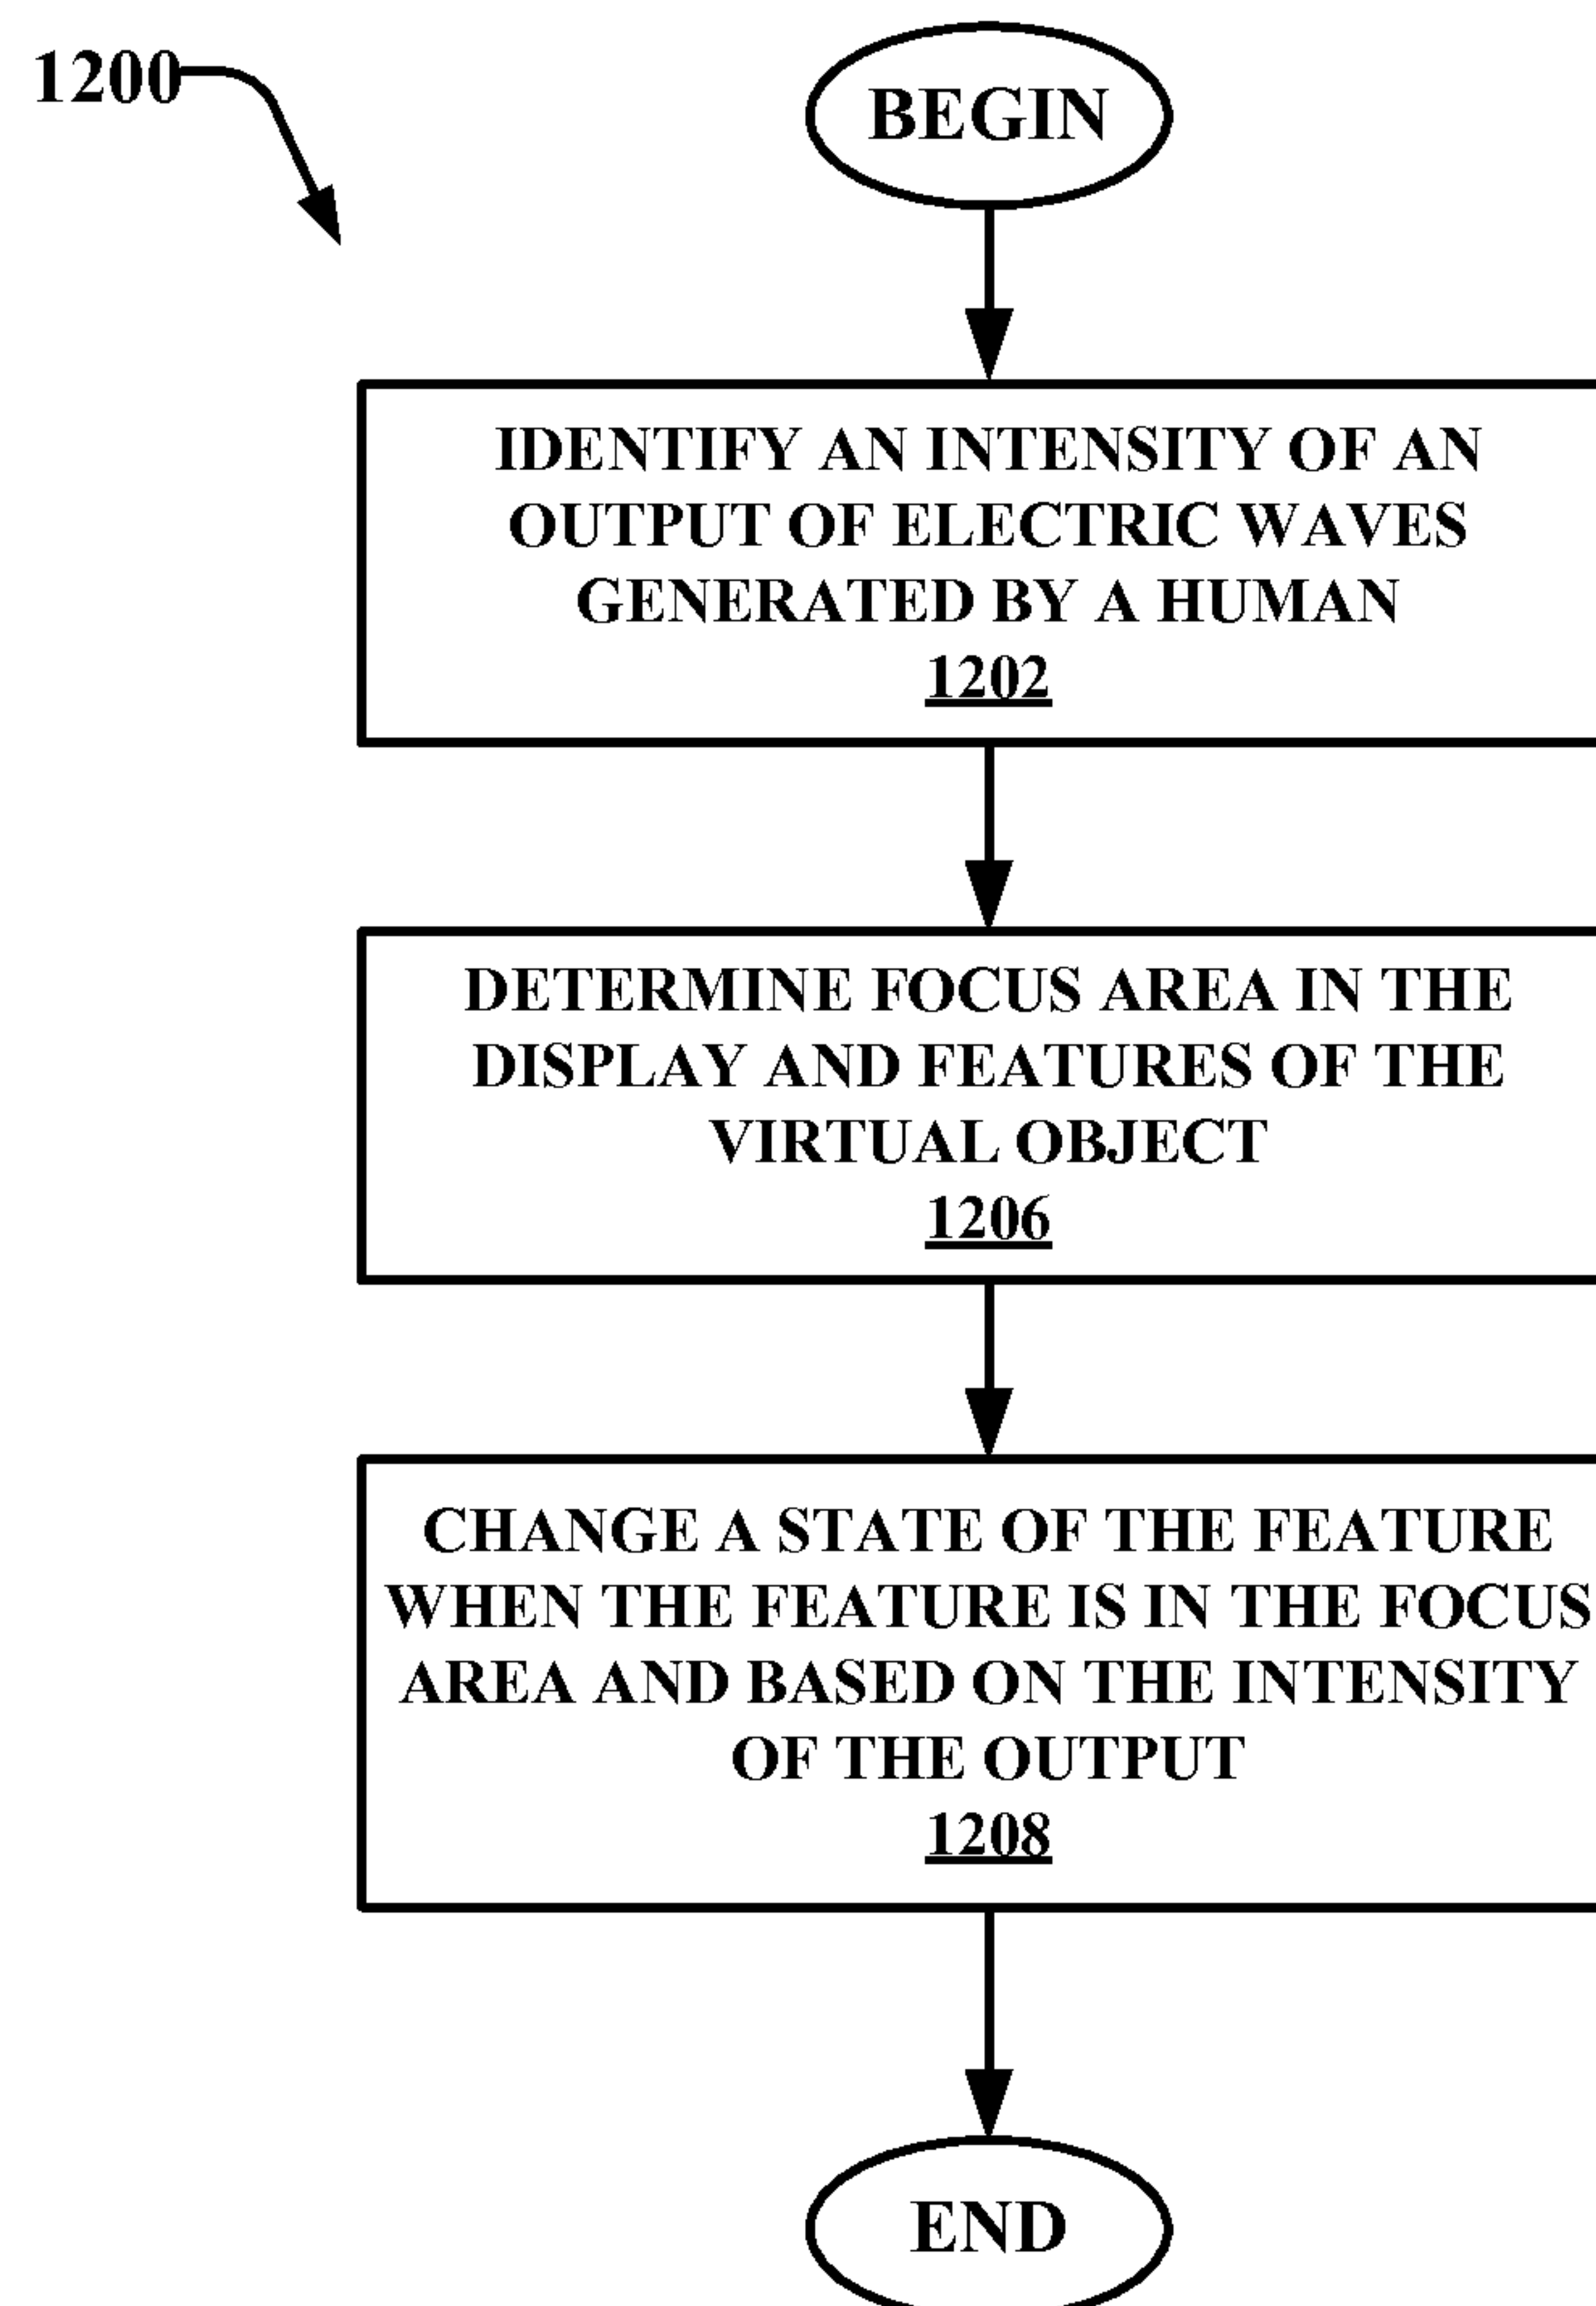 1200
BEGIN
IDENTIFY AN INTENSITY OF AN
OUTPUT OF ELECTRIC WAVES
GENERATED BY A HUMAN
1202
DETERMINE FOCUS AREA IN THE
DISPLAY AND FEATURES OF THE
VIRTUAL OBJECT
1206
CHANGE A STATE OF THE FEATURE
WHEN THE FEATURE IS IN THE FOCUS
AREA AND BASED ON THE INTENSITY
OF THE OUTPUT
1208
END